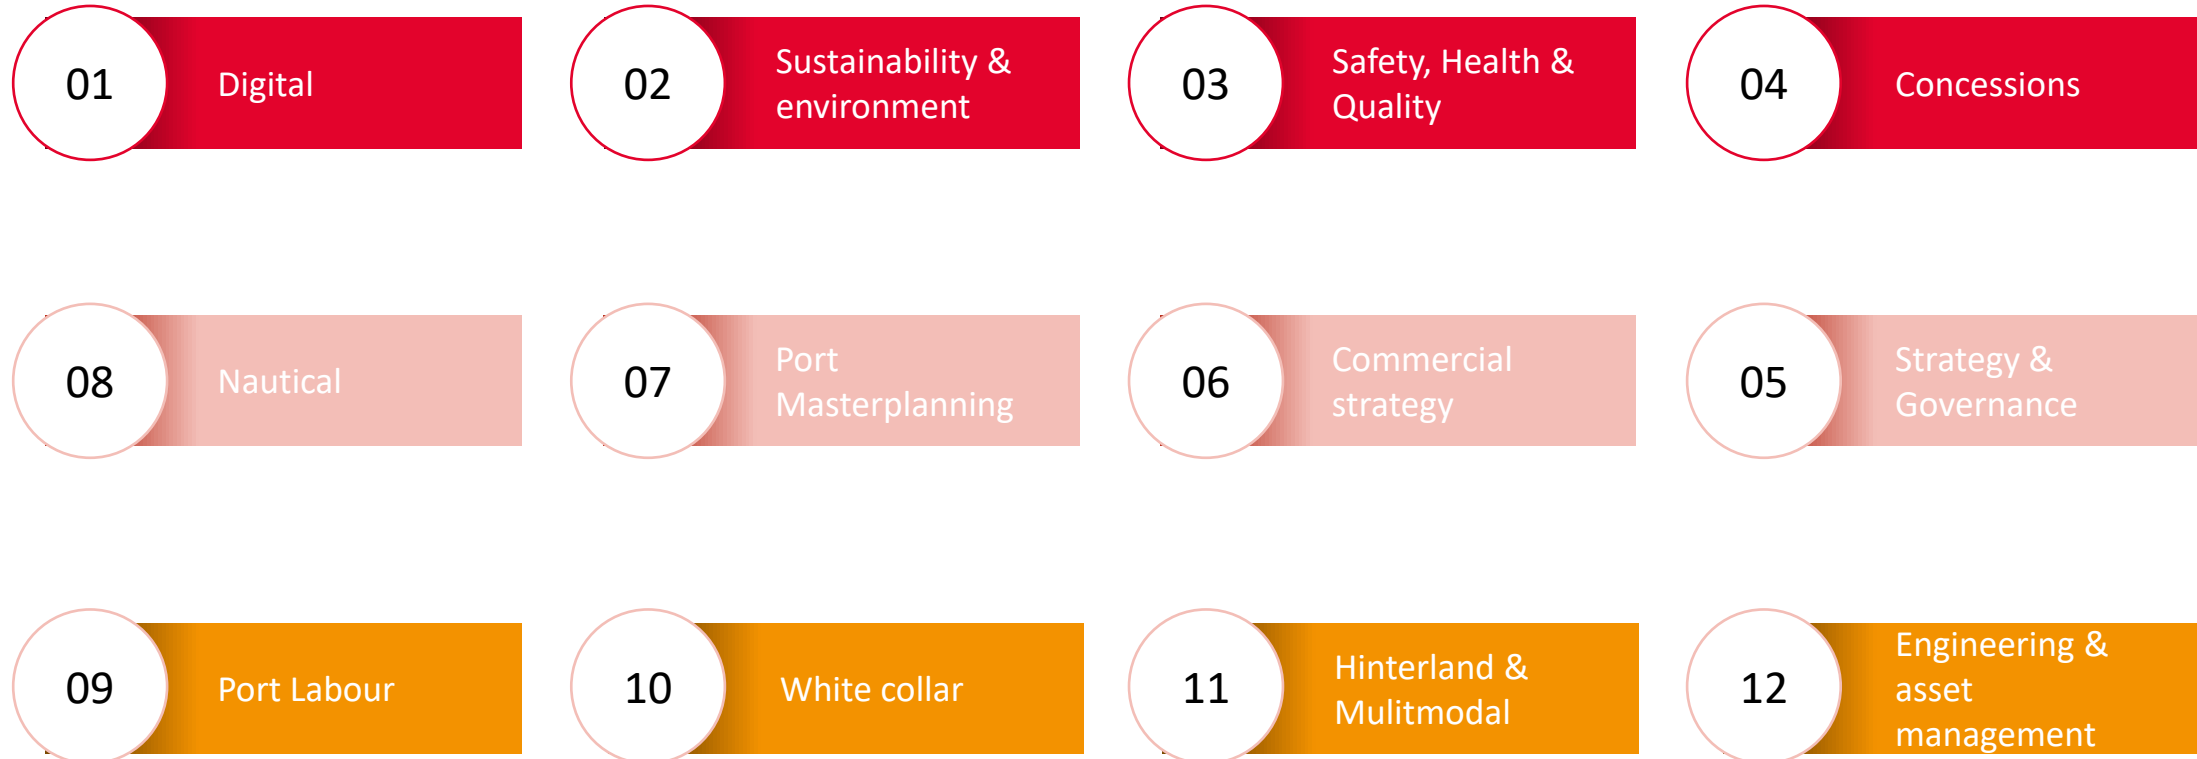 01
Digital
02
Sustainability &
environment
03
Safety, Health &
Quality
04
Concessions
08
Nautical
07
Port
Masterplanning
06
Commercial
strategy
05
Strategy &
Governance
09
Port Labour
10
White collar
11
Hinterland &
Mulitmodal
12
Engineering &
asset
management